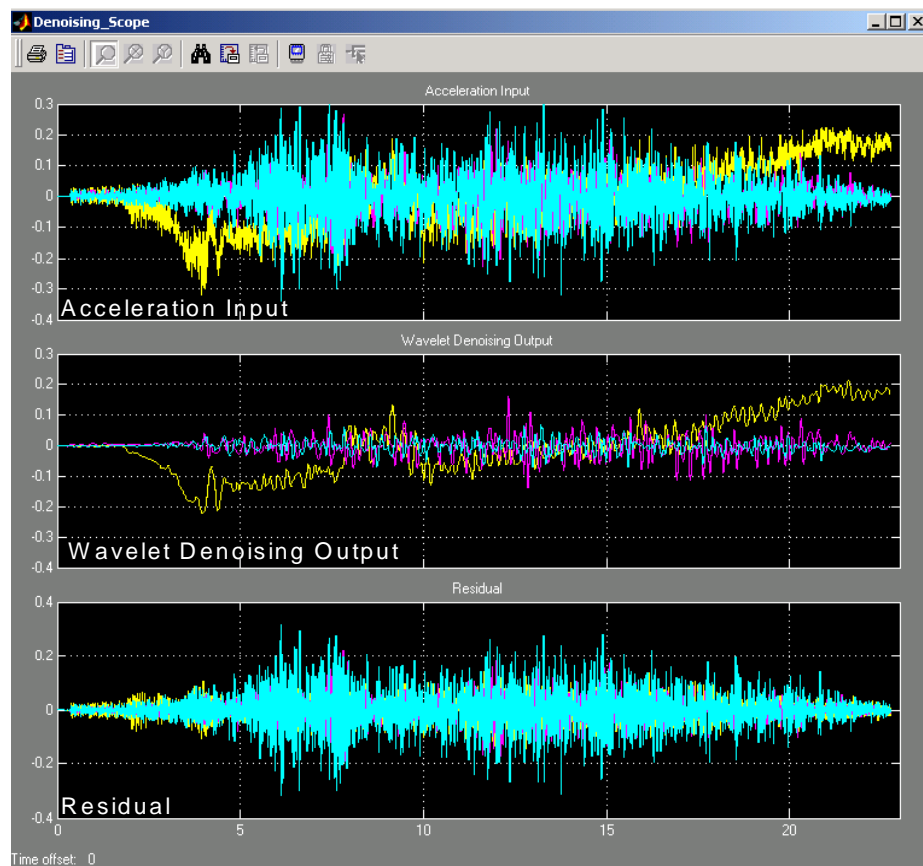 Denoising_Scope
Acceleration Input
0.3
0.2
0.1
0
-0.1
-0.2
-0.3
-0.4
Acceleration Input
Wavelet Denoising Output
0.3
0.2
0.1
0
-0.1
-0.2
-0.3
-0.4
Wavelet Denoising Output
Residual
0.4
0.2
0
-0.2
-0.4
Residual
0 5 10 15 20
Time offset: 0